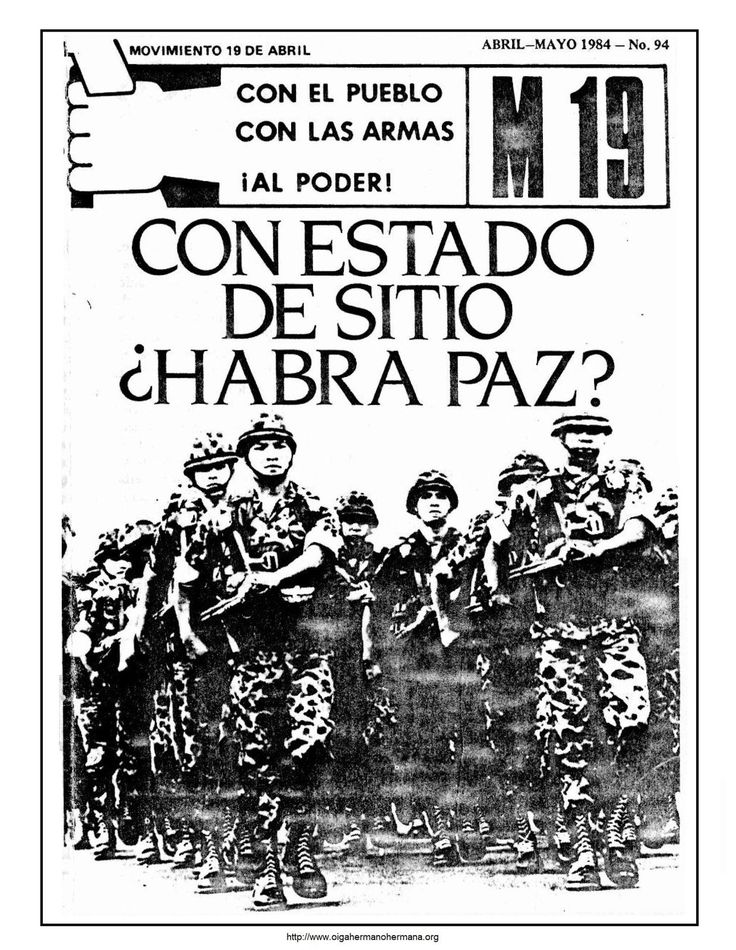 MOVIMIENTO 19 DE ABRIL
ABRIL–MAYO 1984 – No. 94
CON EL PUEBLO
CON LAS ARMAS
¡AL PODER!
M 19
CON ESTADO
DE SITIO
¿HABRA PAZ?
http://www.oigahermanohermana.org